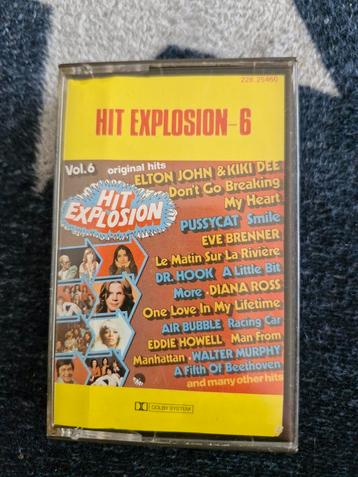 228.25460
HIT EXPLOSION-6
Vol.6 original hits
HIT
EXPLOSION
ELTON JOHN & KIKI DEE
Don't Go Breaking
My Heart
PUSSYCAT Smile
EVE BRENNER
Le Matin Sur La Rivière
DR. HOOK A Little Bit
More • DIANA ROSS
One Love In My Lifetime
AIR BUBBLE Racing Car
EDDIE HOWELL Man From
Manhattan • WALTER MURPHY
A Fifth Of Beethoven
and many other hits
DOLBY SYSTEM